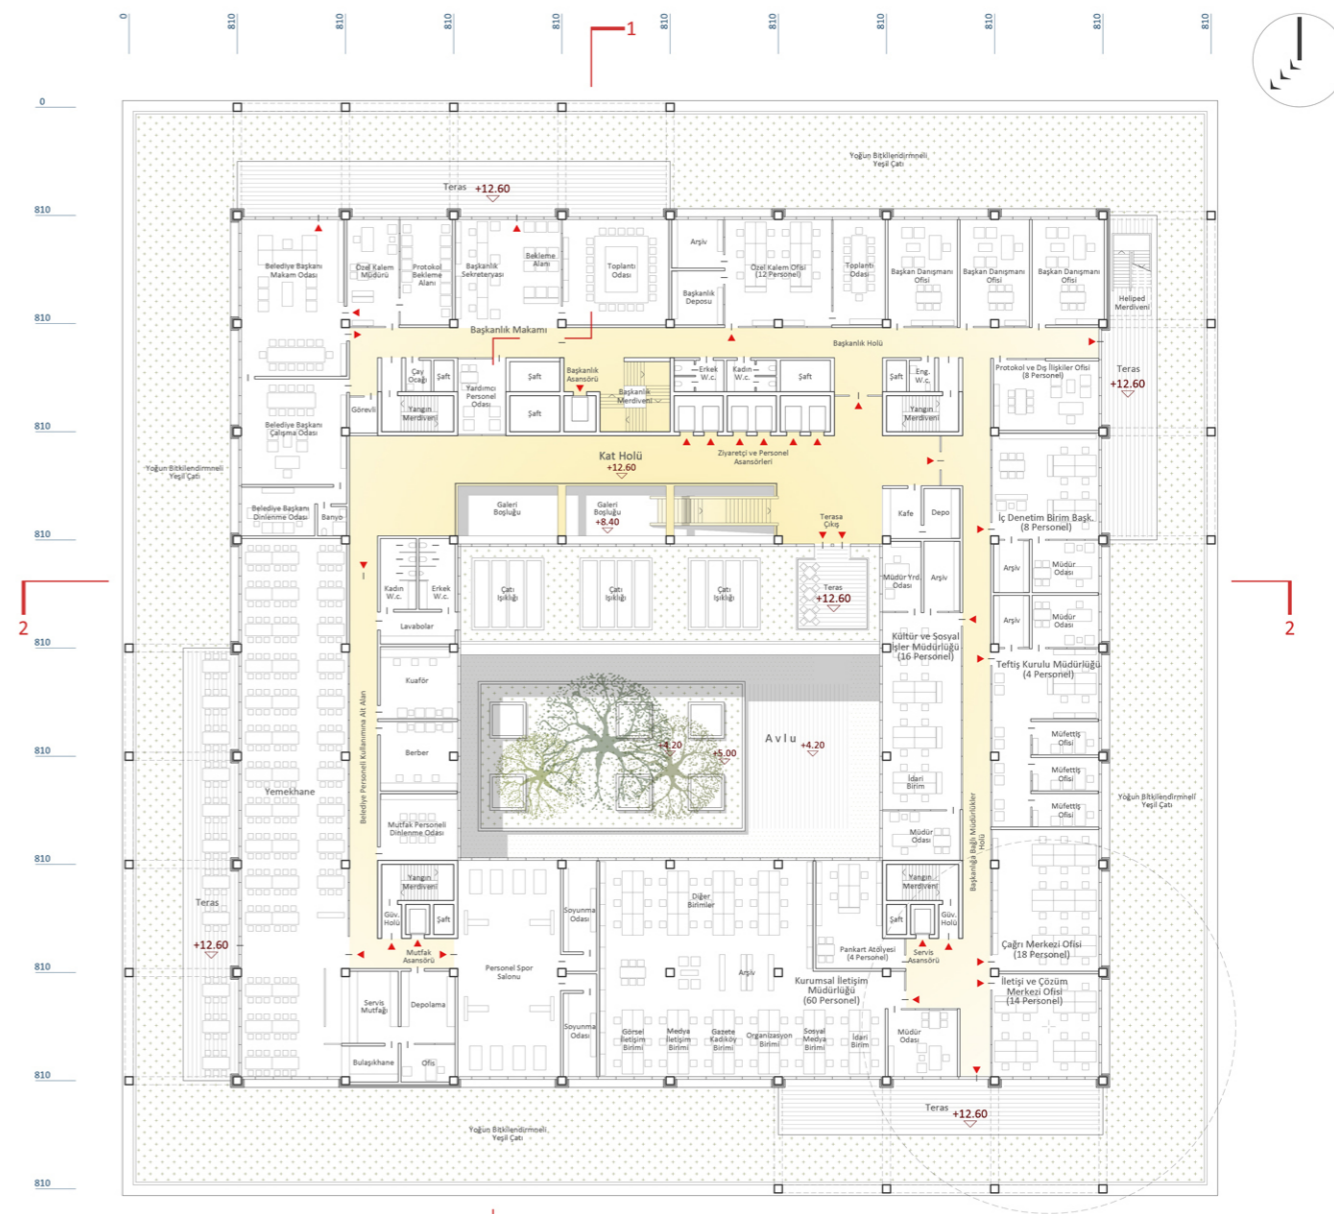 0
810
810
810
810
810
810
810
810
810
810
1
0
810
810
810
810
810
810
810
810
810
810
2
2
Yoğun Bitkilendirmneli
Yeşil Çatı
Teras +12.60
Belediye Başkanı
Makam Odası
Özel Kalem
Müdürü
Protokol
Bekleme
Alanı
Başkanlık
Sekreteryası
Bekleme
Alanı
Toplantı
Odası
Arşiv
Başkanlık
Deposu
Özel Kalem Ofisi
(12 Personel)
Toplantı
Odası
Başkan Danışmanı
Ofisi
Başkan Danışmanı
Ofisi
Başkan Danışmanı
Ofisi
Heliped
Merdiveni
Başkanlık Makamı
Başkanlık Holü
Çay
Ocağı
Şaft
Yardımcı
Personel
Odası
Şaft
Başkanlık
Asansörü
Başkanlık
Merdiveni
Erkek
W.c.
Kadın
W.c.
Şaft
Şaft
Eng.
W.c.
Protokol ve Dış İlişkiler Ofisi
(8 Personel)
Teras
+12.60
Görevli
Yangın
Merdiveni
Şaft
Yangın
Merdiveni
Belediye Başkanı
Çalışma Odası
Kat Holü
+12.60
Ziyaretçi ve Personel
Asansörleri
Yoğun Bitkilendirmneli
Yeşil Çatı
Belediye Başkanı
Dinlenme Odası
Banyo
Galeri
Boşluğu
Galeri
Boşluğu
+8.40
Terasa
Çıkış
Kafe
Depo
İç Denetim Birim Başk.
(8 Personel)
Kadın
W.c.
Erkek
W.c.
Lavabolar
Çatı
Işıklığı
Çatı
Işıklığı
Çatı
Işıklığı
Teras
+12.60
Müdür Yrd.
Odası
Arşiv
Arşiv
Müdür
Odası
Arşiv
Müdür
Odası
Kültür ve Sosyal
İşler Müdürlüğü
(16 Personel)
Teftiş Kurulu Müdürlüğü
(4 Personel)
Kuaför
Berber
Belediye Personeli Kullanımına Ait Alan
Yemekhane
Avlu
+4.20
+4.20
+5.00
İdari
Birim
Müdür
Odası
Müfettiş
Ofisi
Müfettiş
Ofisi
Müfettiş
Ofisi
Yoğun Bitkilendirmneli
Yeşil Çatı
Mutfak Personeli
Dinlenme Odası
Başkanlığa Bağlı Müdürlükler
Holü
Yangın
Merdiveni
Güv.
Holü
Şaft
Mutfak
Asansörü
Teras
+12.60
Personel Spor
Salonu
Soyunma
Odası
Diğer
Birimler
Arşiv
Pankart Atölyesi
(4 Personel)
Yangın
Merdiveni
Şaft
Güv.
Holü
Servis
Asansörü
Çağrı Merkezi Ofisi
(18 Personel)
Kurumsal İletişim
Müdürlüğü
(60 Personel)
İletişi ve Çözüm
Merkezi Ofisi
(14 Personel)
Servis
Mutfağı
Depolama
Soyunma
Odası
Görsel
İletişim
Birimi
Medya
İletişim
Birimi
Gazete
Kadıköy
Birimi
Organizasyon
Birimi
Sosyal
Medya
Birimi
İdari
Birim
Müdür
Odası
Bulaşıkhane
Ofis
Teras
+12.60
Yoğun Bitkilendirmneli
Yeşil Çatı